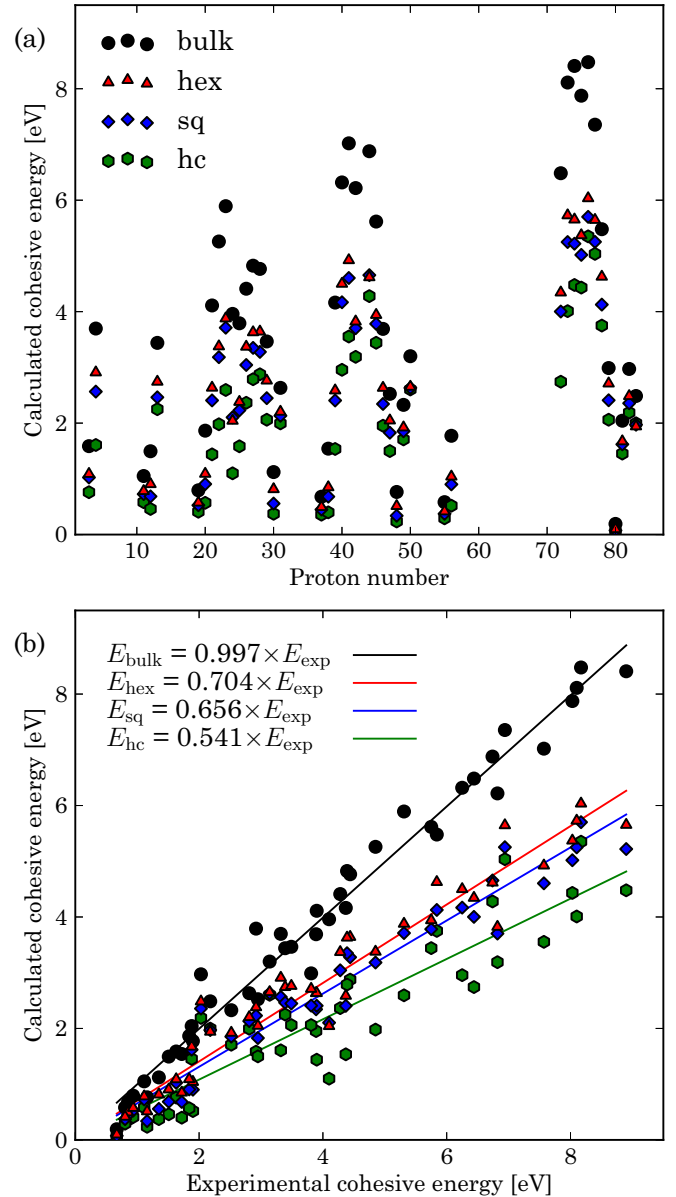 (a)
bulk
hex
sq
hc
8
6
4
2
0
Calculated cohesive energy [eV]
10 20 30 40 50 60 70 80
Proton number
(b)
E_bulk = 0.997×E_exp
E_hex = 0.704×E_exp
E_sq = 0.656×E_exp
E_hc = 0.541×E_exp
8
6
4
2
0
Calculated cohesive energy [eV]
0 2 4 6 8
Experimental cohesive energy [eV]